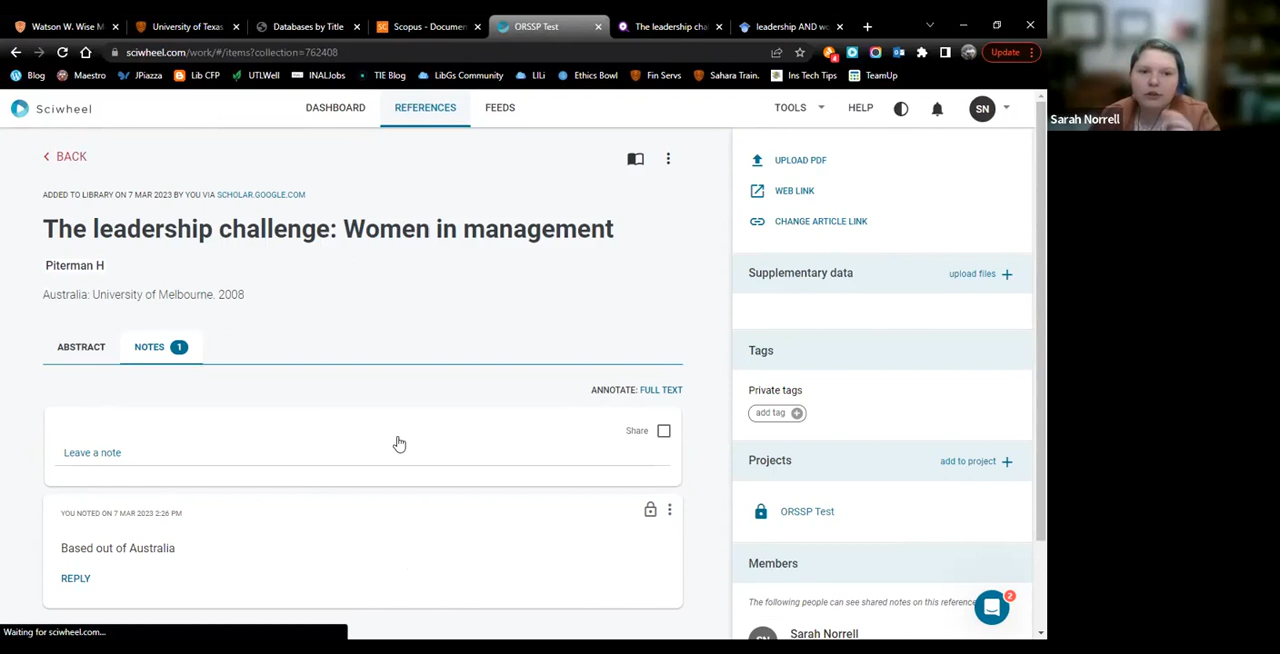 Watson W. Wise M
University of Texas
Databases by Title
SC Scopus - Documen
ORSSP Test
The leadership chal
leadership AND wo
sciwheel.com/work/#/items?collection=762408
Update
Blog
Maestro
JPiazza
Lib CFP
UTLWell
INALJobs
TIE Blog
LibGs Community
LILi
Ethics Bowl
Fin Servs
Sahara Train.
Ins Tech Tips
TeamUp
Sciwheel
DASHBOARD
REFERENCES
FEEDS
TOOLS
HELP
SN
Sarah Norrell
BACK
UPLOAD PDF
WEB LINK
CHANGE ARTICLE LINK
ADDED TO LIBRARY ON 7 MAR 2023 BY YOU VIA SCHOLAR.GOOGLE.COM
The leadership challenge: Women in management
Piterman H
Australia: University of Melbourne. 2008
Supplementary data
upload files +
ABSTRACT
NOTES 1
Tags
Private tags
add tag +
ANNOTATE: FULL TEXT
Share
Leave a note
Projects
add to project +
ORSSP Test
YOU NOTED ON 7 MAR 2023 2:26 PM
Based out of Australia
REPLY
Members
The following people can see shared notes on this reference
2
SN
Sarah Norrell
Waiting for sciwheel.com...